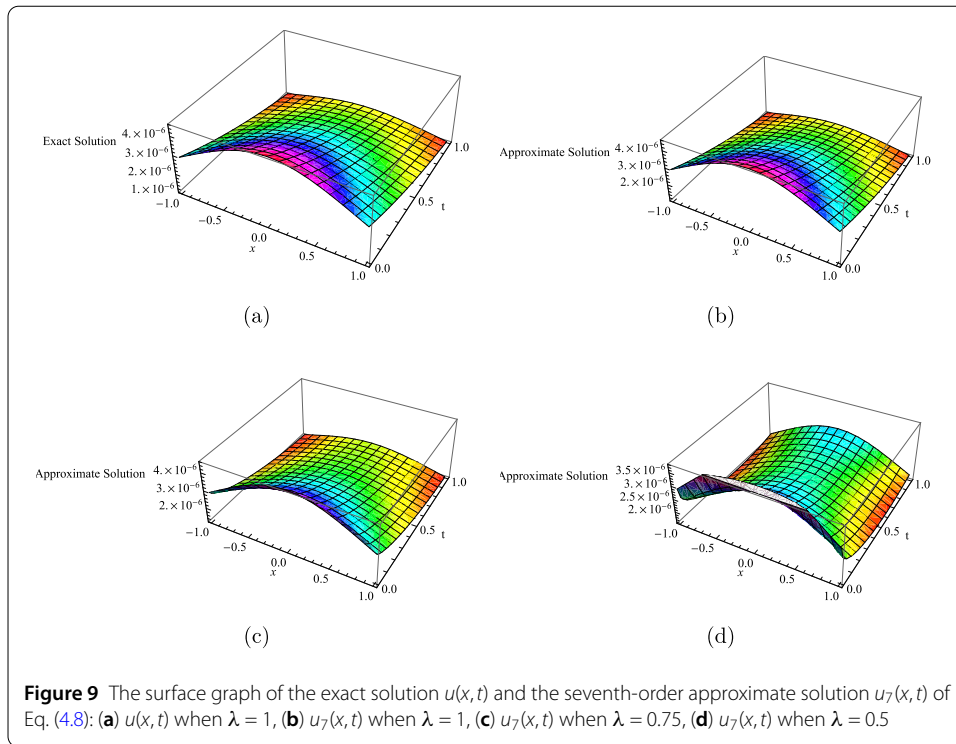 Exact Solution
4.×10⁻⁶
3.×10⁻⁶
2.×10⁻⁶
1.×10⁻⁶
−1.0
−0.5
0.0
x
0.5
1.0
0.0
0.5
t
1.0
(a)
Approximate Solution
4.×10⁻⁶
3.×10⁻⁶
2.×10⁻⁶
−1.0
−0.5
0.0
x
0.5
1.0
0.0
0.5
t
1.0
(b)
Approximate Solution
4.×10⁻⁶
3.×10⁻⁶
2.×10⁻⁶
−1.0
−0.5
0.0
x
0.5
1.0
0.0
0.5
t
1.0
(c)
Approximate Solution
3.5×10⁻⁶
3.×10⁻⁶
2.5×10⁻⁶
2.×10⁻⁶
−1.0
−0.5
0.0
x
0.5
1.0
0.0
0.5
t
1.0
(d)
Figure 9 The surface graph of the exact solution u(x, t) and the seventh-order approximate solution u₇(x, t) of
Eq. (4.8): (a) u(x, t) when λ = 1, (b) u₇(x, t) when λ = 1, (c) u₇(x, t) when λ = 0.75, (d) u₇(x, t) when λ = 0.5